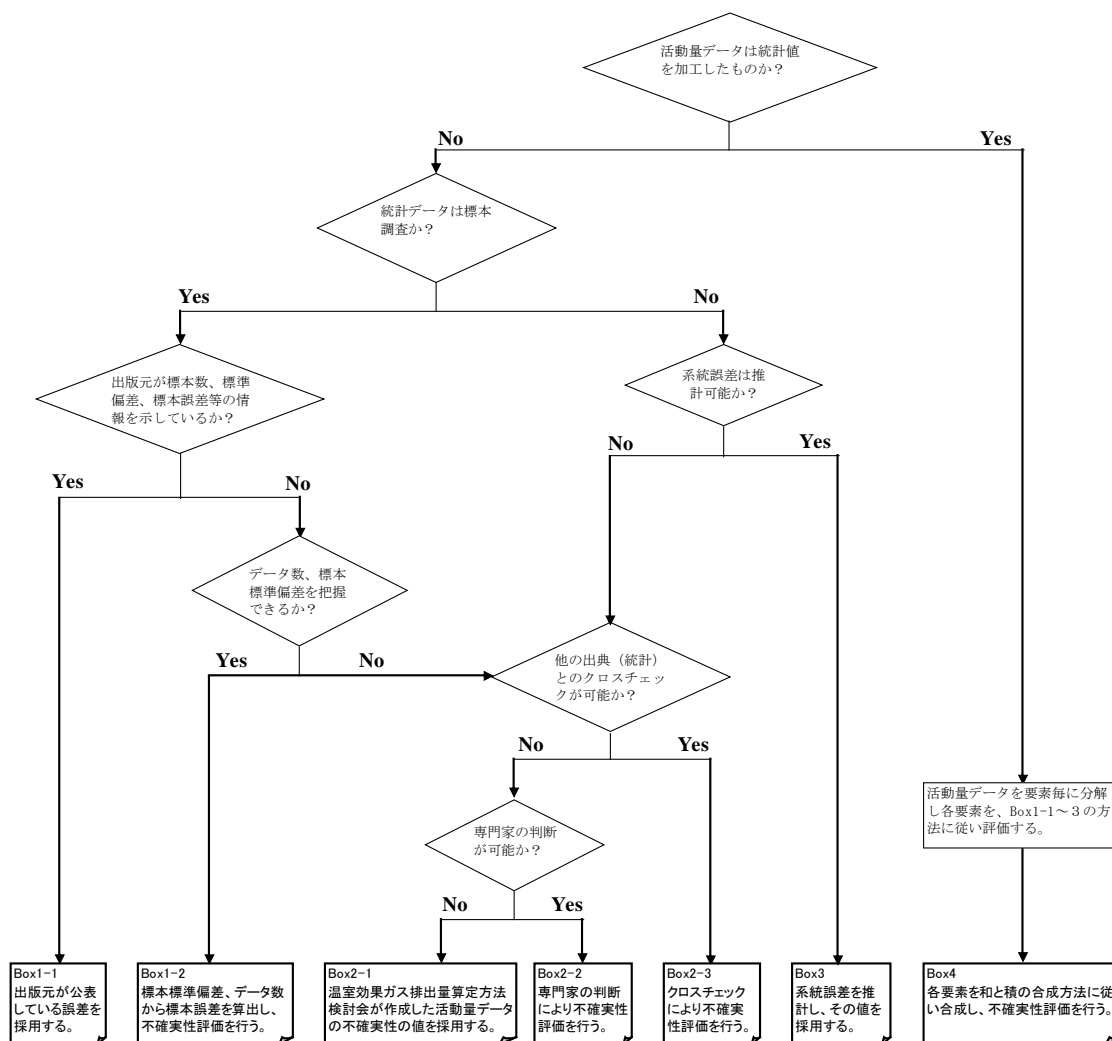 活動量データは統計値
を加工したものか？
No
Yes
統計データは標本
調査か？
Yes
No
出版元が標本数、標準
偏差、標本誤差等の情
報を示しているか？
系統誤差は推
計可能か？
No
Yes
Yes
No
データ数、標本
標準偏差を把握
できるか？
Yes
No
他の出典（統計）
とのクロスチェッ
クが可能か？
No
Yes
活動量データを要素毎に分解
し各要素を、Box1-1～３の方
法に従い評価する。
専門家の判断
が可能か？
No
Yes
Box1-1
出版元が公表
している誤差を
採用する。
Box1-2
標本標準偏差、データ数
から標本誤差を算出し、
不確実性評価を行う。
Box2-1
温室効果ガス排出量算定方法
検討会が作成した活動量データ
の不確実性の値を採用する。
Box2-2
専門家の判断
により不確実性
評価を行う。
Box2-3
クロスチェック
により不確実
性評価を行う。
Box3
系統誤差を推
計し、その値を
採用する。
Box4
各要素を和と積の合成方法に従
い合成し、不確実性評価を行う。